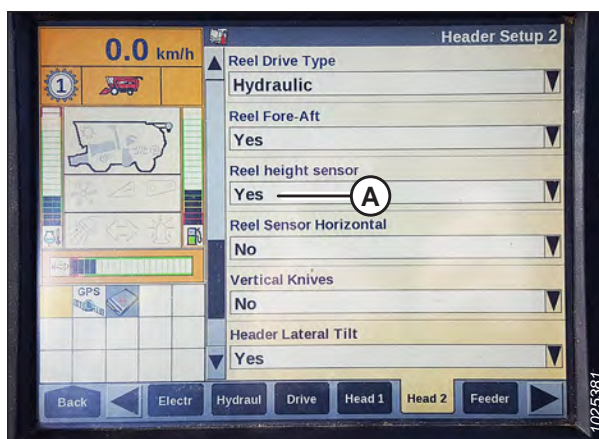 0.0 km/h
Header Setup 2
1
Reel Drive Type
Hydraulic
Reel Fore-Aft
Yes
Reel height sensor
Yes
A
Reel Sensor Horizontal
No
Vertical Knives
No
GPS
Header Lateral Tilt
Yes
Back
Electr
Hydraul
Drive
Head 1
Head 2
Feeder
1025381